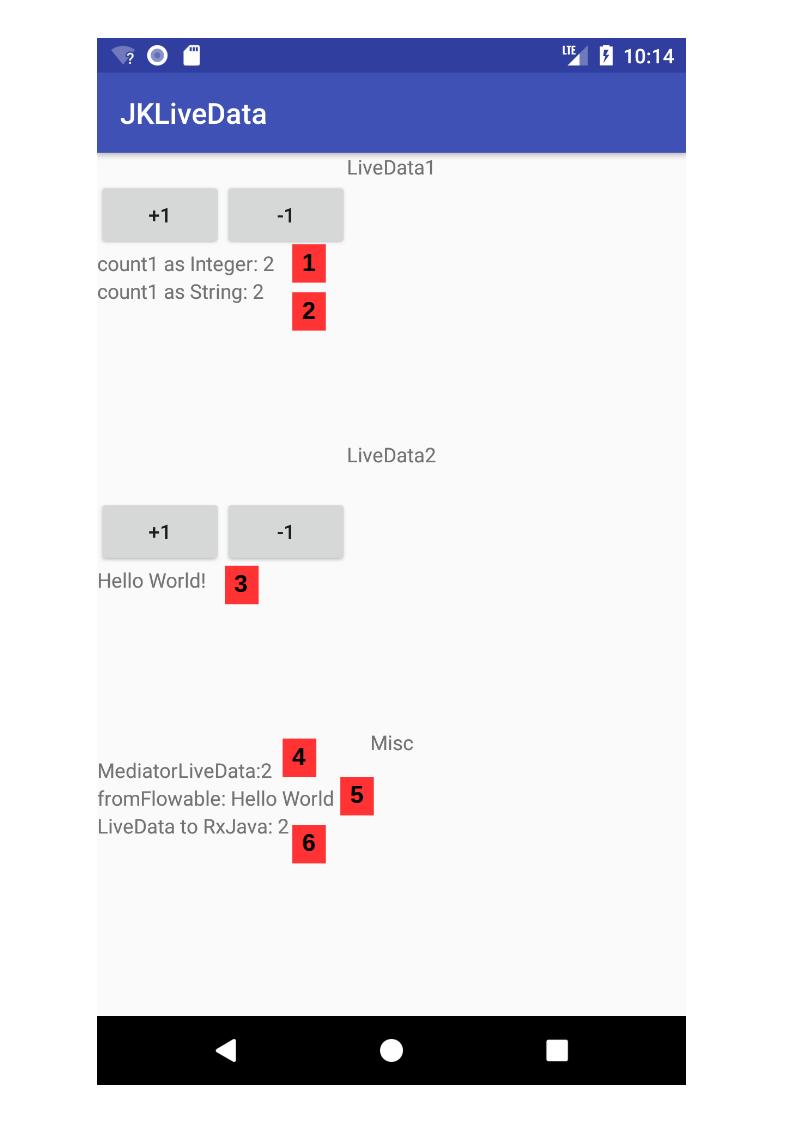 LTE 10:14
JKLiveData
LiveData1
+1 -1
count1 as Integer: 2 1
count1 as String: 2 2
LiveData2
+1 -1
Hello World! 3
Misc
MediatorLiveData:2 4
fromFlowable: Hello World 5
LiveData to RxJava: 2 6